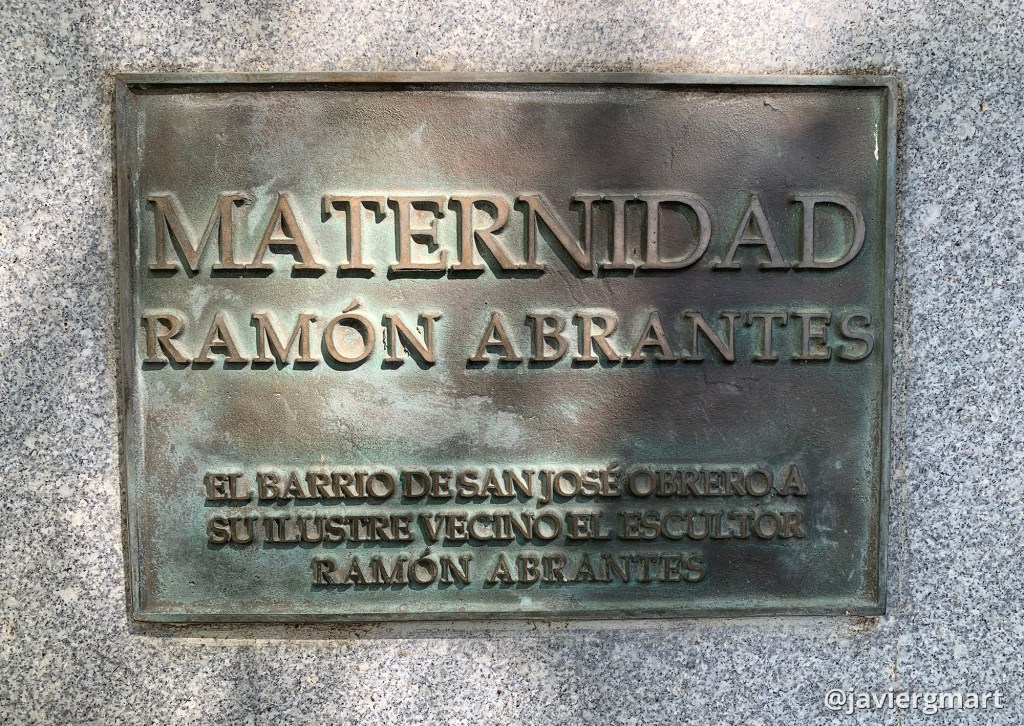 MATERNIDAD
RAMÓN ABRANTES
EL BARRIO DE SAN JOSÉ OBRERO, A
SU ILUSTRE VECINO EL ESCULTOR
RAMÓN ABRANTES
@javiergmart